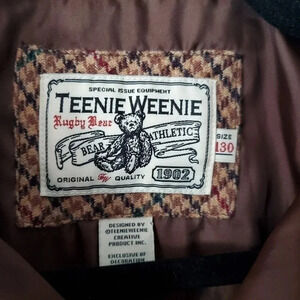 SPECIAL ISSUE EQUIPMENT
TEENIE WEENIE
Rugby Bear
BEAR ATHLETIC
ORIGINAL QUALITY 1902
SIZE
130
DESIGNED BY
©TEENIEWEENIE
CREATIVE
PRODUCT INC.
EXCLUSIVE OF
DECORATION